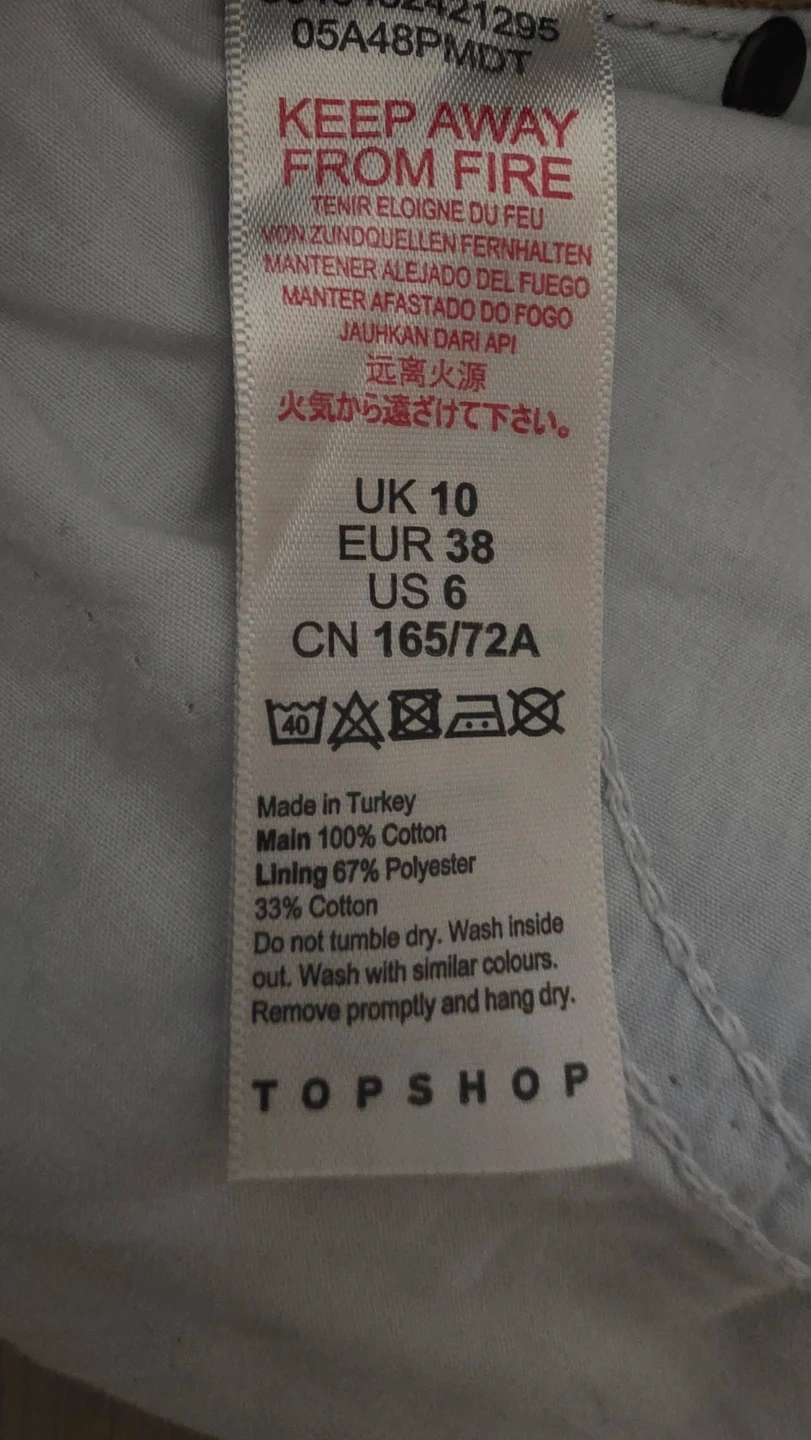 05A48PMDT
KEEP AWAY
FROM FIRE
TENIR ELOIGNE DU FEU
VON ZUNDQUELLEN FERNHALTEN
MANTENER ALEJADO DEL FUEGO
MANTER AFASTADO DO FOGO
JAUHKAN DARI API
远离火源
火気から遠ざけて下さい。
UK 10
EUR 38
US 6
CN 165/72A
40
Made in Turkey
Main 100% Cotton
Lining 67% Polyester
33% Cotton
Do not tumble dry. Wash inside
out. Wash with similar colours.
Remove promptly and hang dry.
TOPSHOP